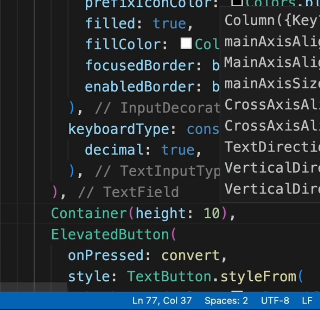 prefixIconColor: Colors.bl
filled: true,
fillColor: Col
focusedBorder: b
enabledBorder: b
), // InputDecorat
keyboardType: cons
decimal: true,
), // TextInputTyp
), // TextField
Container(height: 10),
ElevatedButton(
onPressed: convert,
style: TextButton.styleFrom(
Column({Key
mainAxisAli
MainAxisAli
mainAxisSiz
CrossAxisAl
CrossAxisAl
TextDirecti
VerticalDir
VerticalDir
Ln 77, Col 37 Spaces: 2 UTF-8 LF